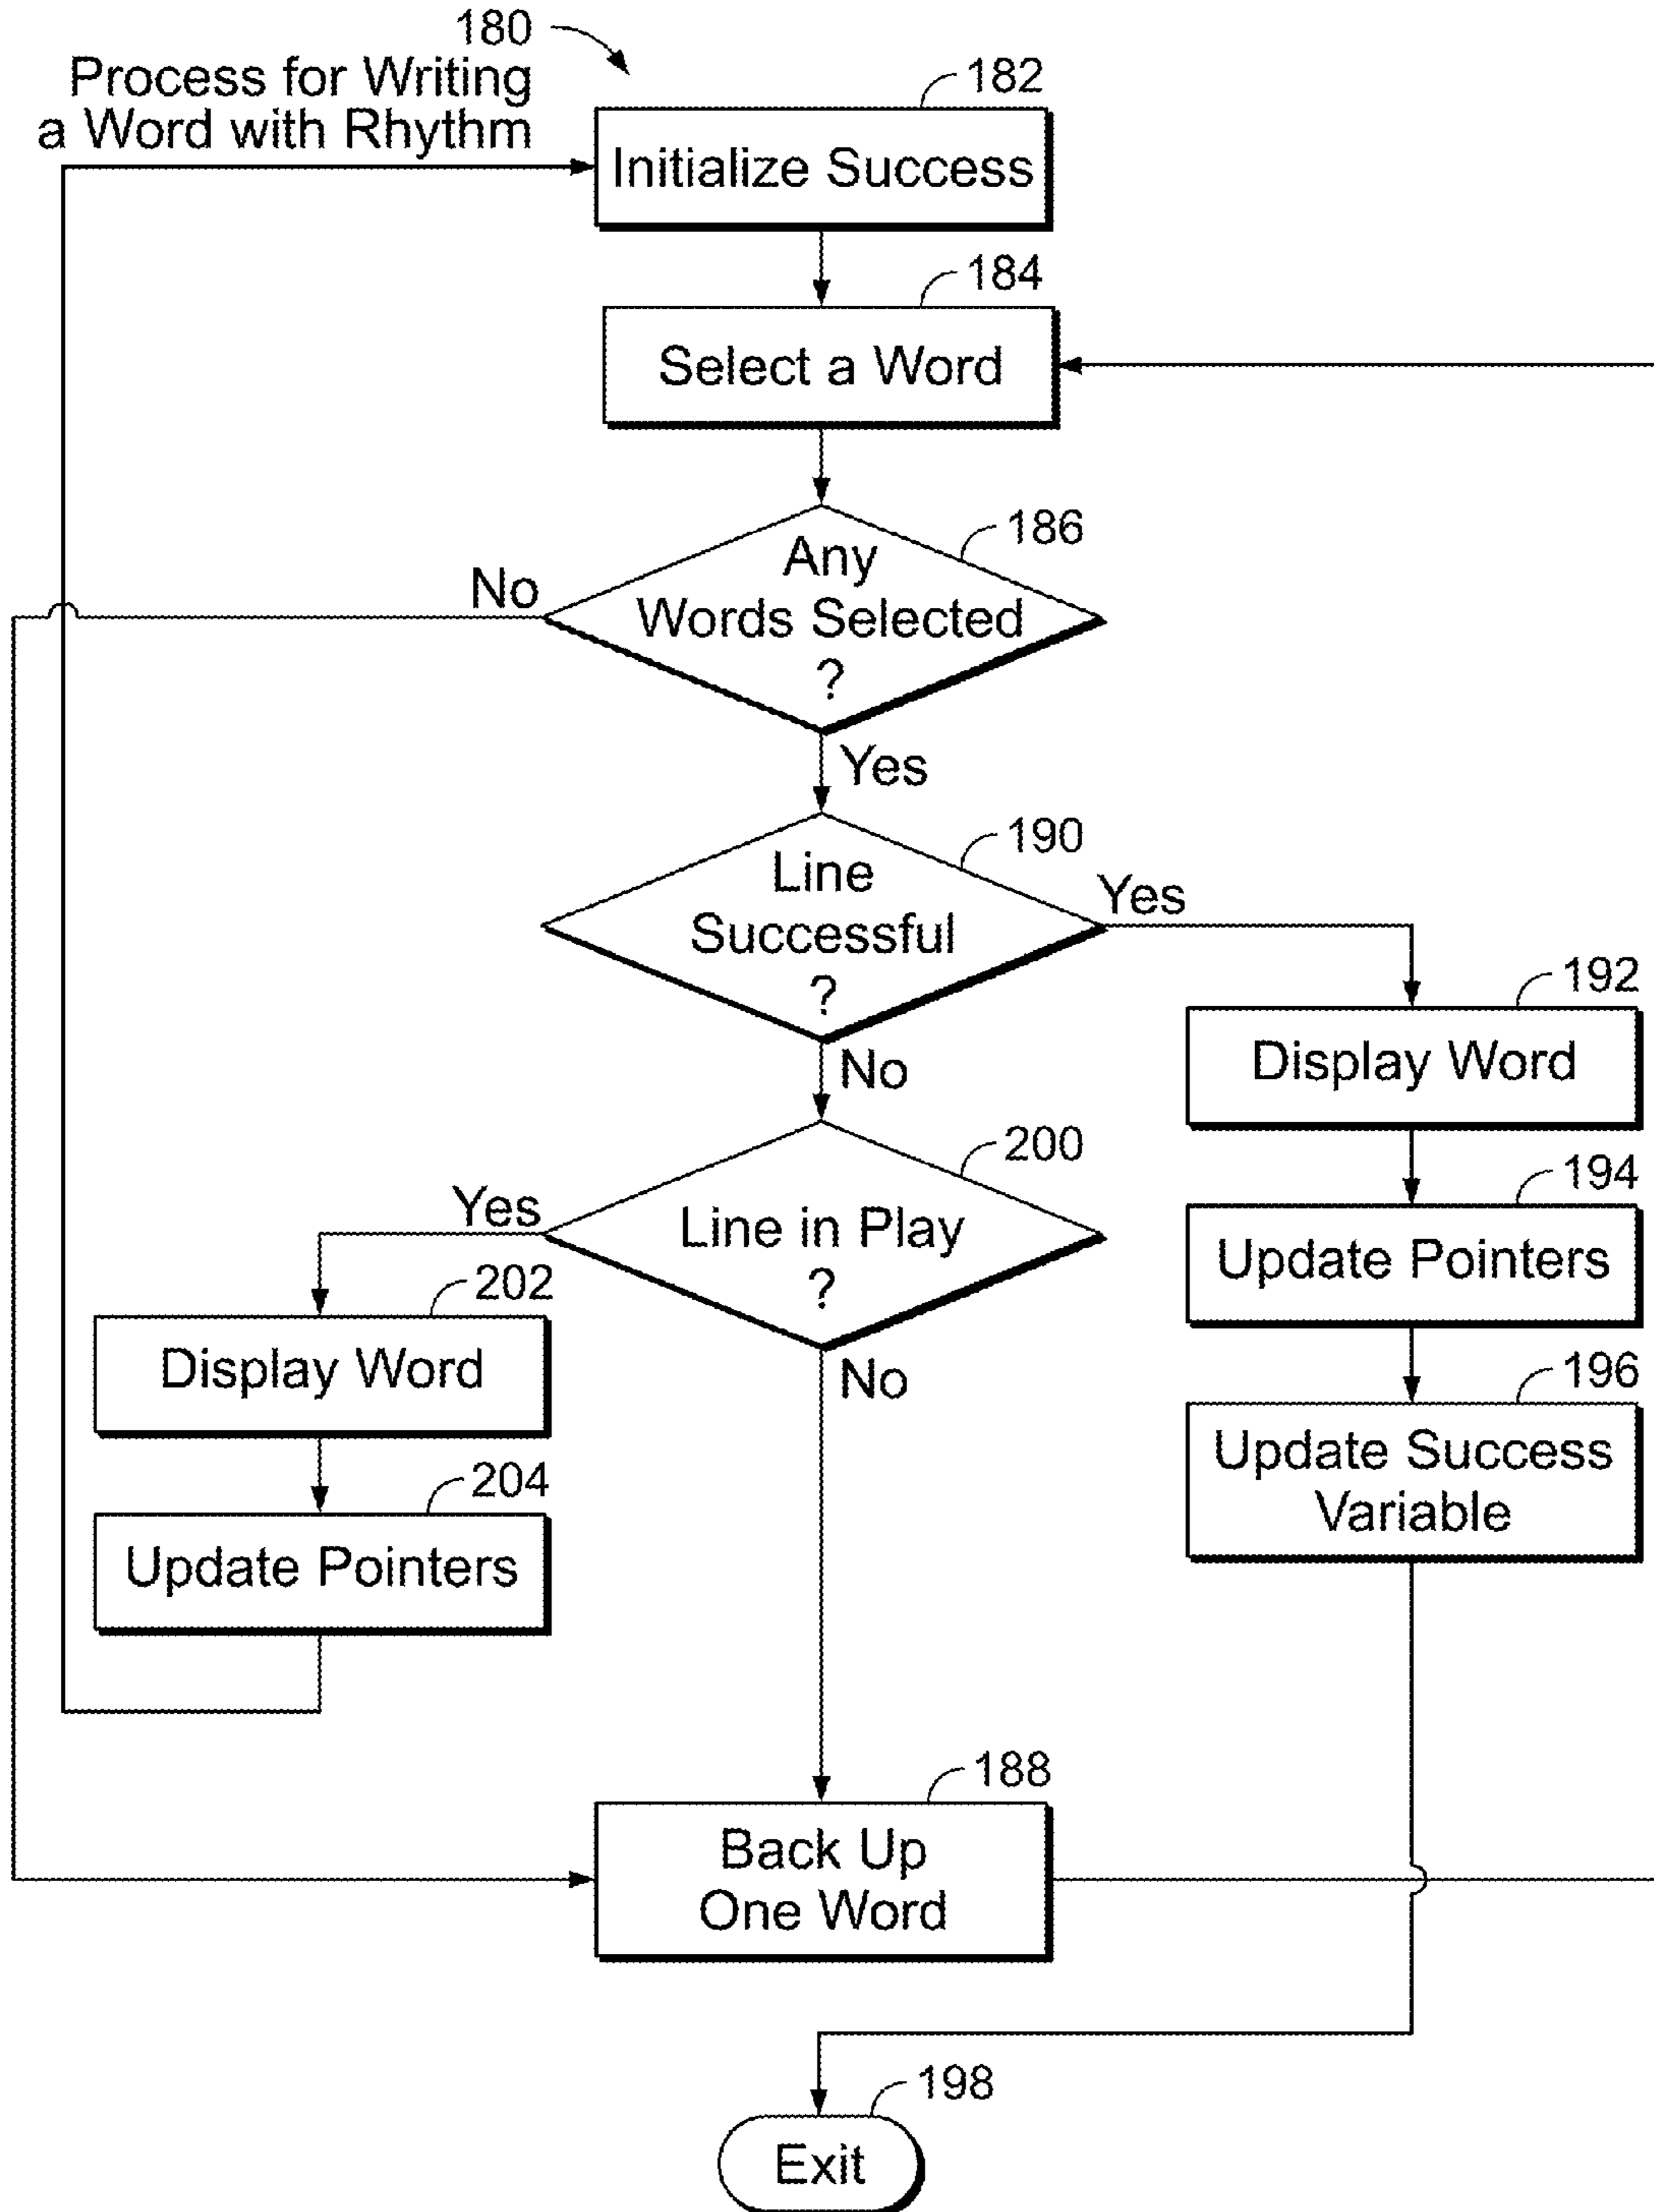 180
Process for Writing
a Word with Rhythm
182
Initialize Success
184
Select a Word
186
Any
Words Selected
?
No
Yes
190
Line
Successful
?
Yes
No
192
Display Word
194
Update Pointers
196
Update Success
Variable
200
Line in Play
?
Yes
No
202
Display Word
204
Update Pointers
188
Back Up
One Word
198
Exit